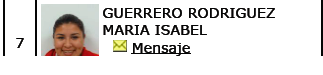 GUERRERO RODRIGUEZ
MARIA ISABEL
7
Mensaje